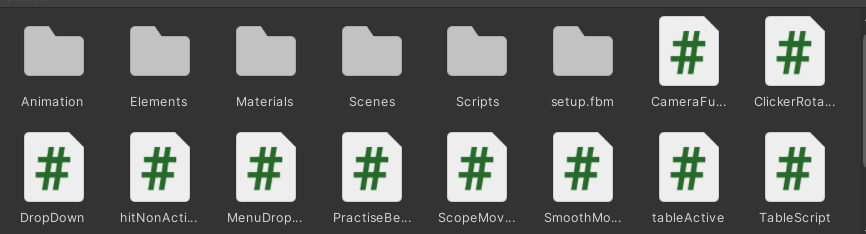 Animation Elements Materials Scenes Scripts setup.fbm CameraFu... ClickerRota...
DropDown hitNonActi... MenuDrop... PractiseBe... ScopeMov... SmoothMo... tableActive TableScript